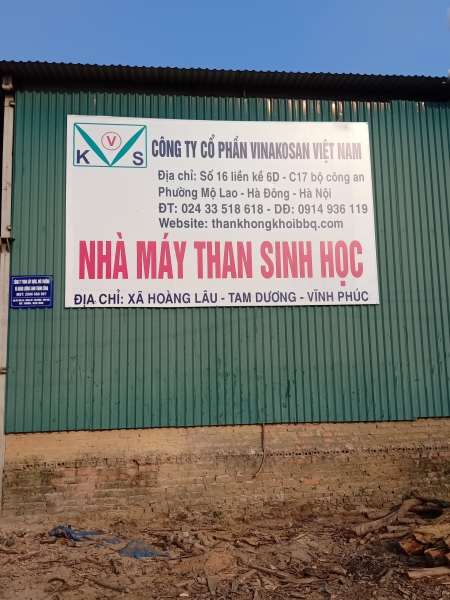 K V S
CÔNG TY CỔ PHẦN VINAKOSAN VIỆT NAM
Địa chỉ: Số 16 liền kề 6D - C17 bộ công an
Phường Mộ Lao - Hà Đông - Hà Nội
ĐT: 024 33 518 618 - DĐ: 0914 936 119
Website: thankhongkhoibbq.com
NHÀ MÁY THAN SINH HỌC
ĐỊA CHỈ: XÃ HOÀNG LÂU - TAM DƯƠNG - VĨNH PHÚC